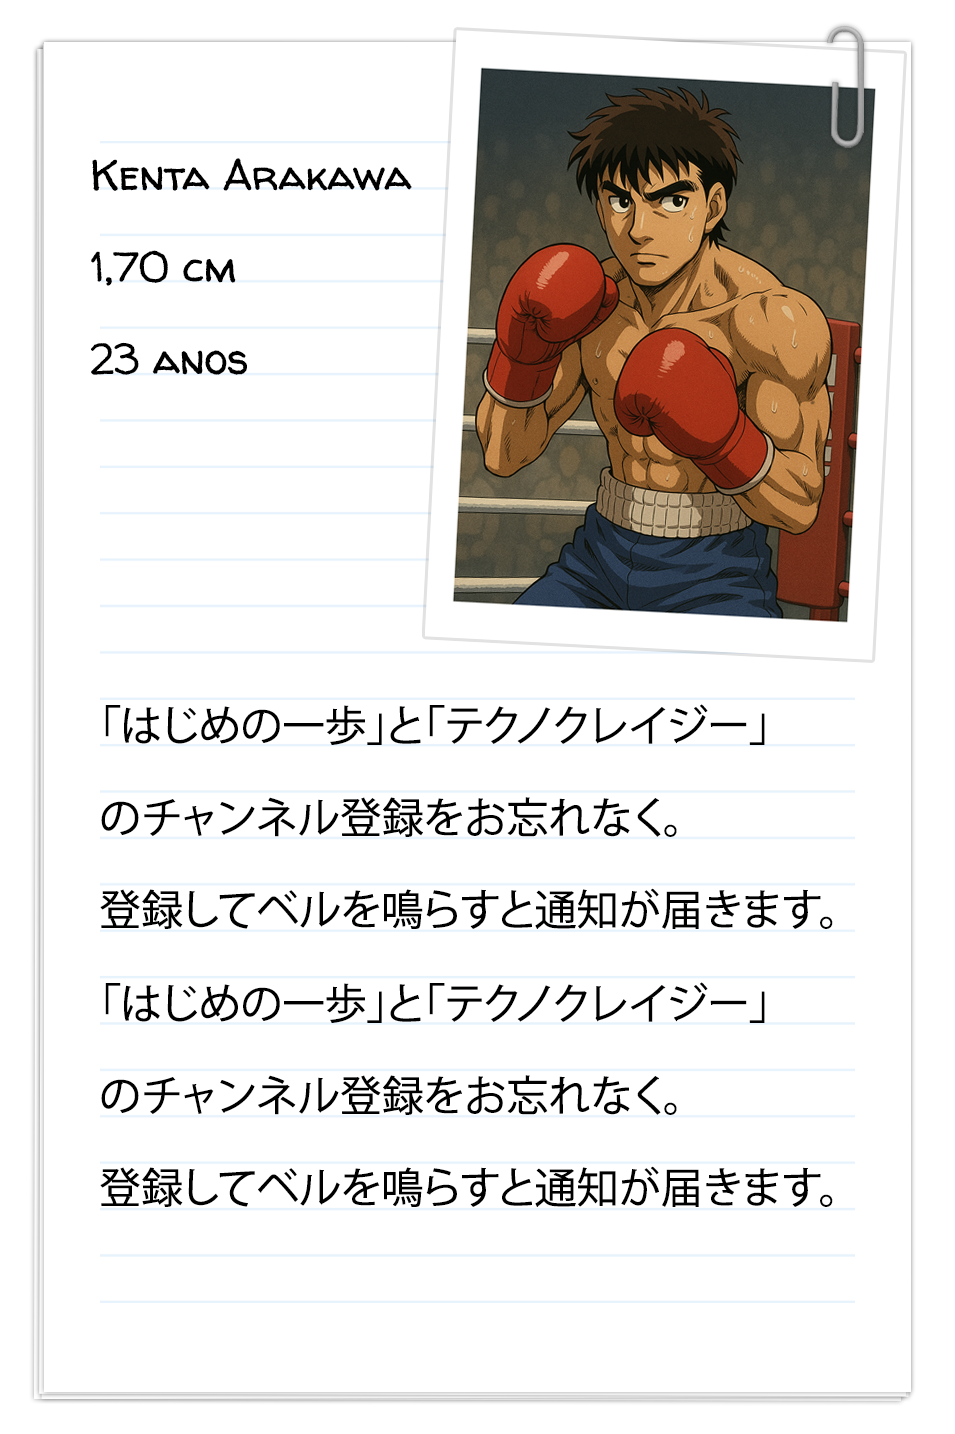 Kenta Arakawa
1,70 cm
23 anos
「はじめの一歩」と「テクノクレイジー」
のチャンネル登録をお忘れなく。
登録してベルを鳴らすと通知が届きます。
「はじめの一歩」と「テクノクレイジー」
のチャンネル登録をお忘れなく。
登録してベルを鳴らすと通知が届きます。